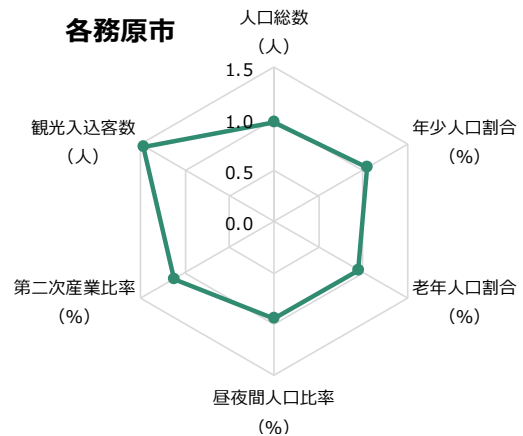 各務原市
人口総数
（人）
1.5
1.0
0.5
0.0
年少人口割合
（%）
老年人口割合
（%）
昼夜間人口比率
（%）
第二次産業比率
（%）
観光入込客数
（人）